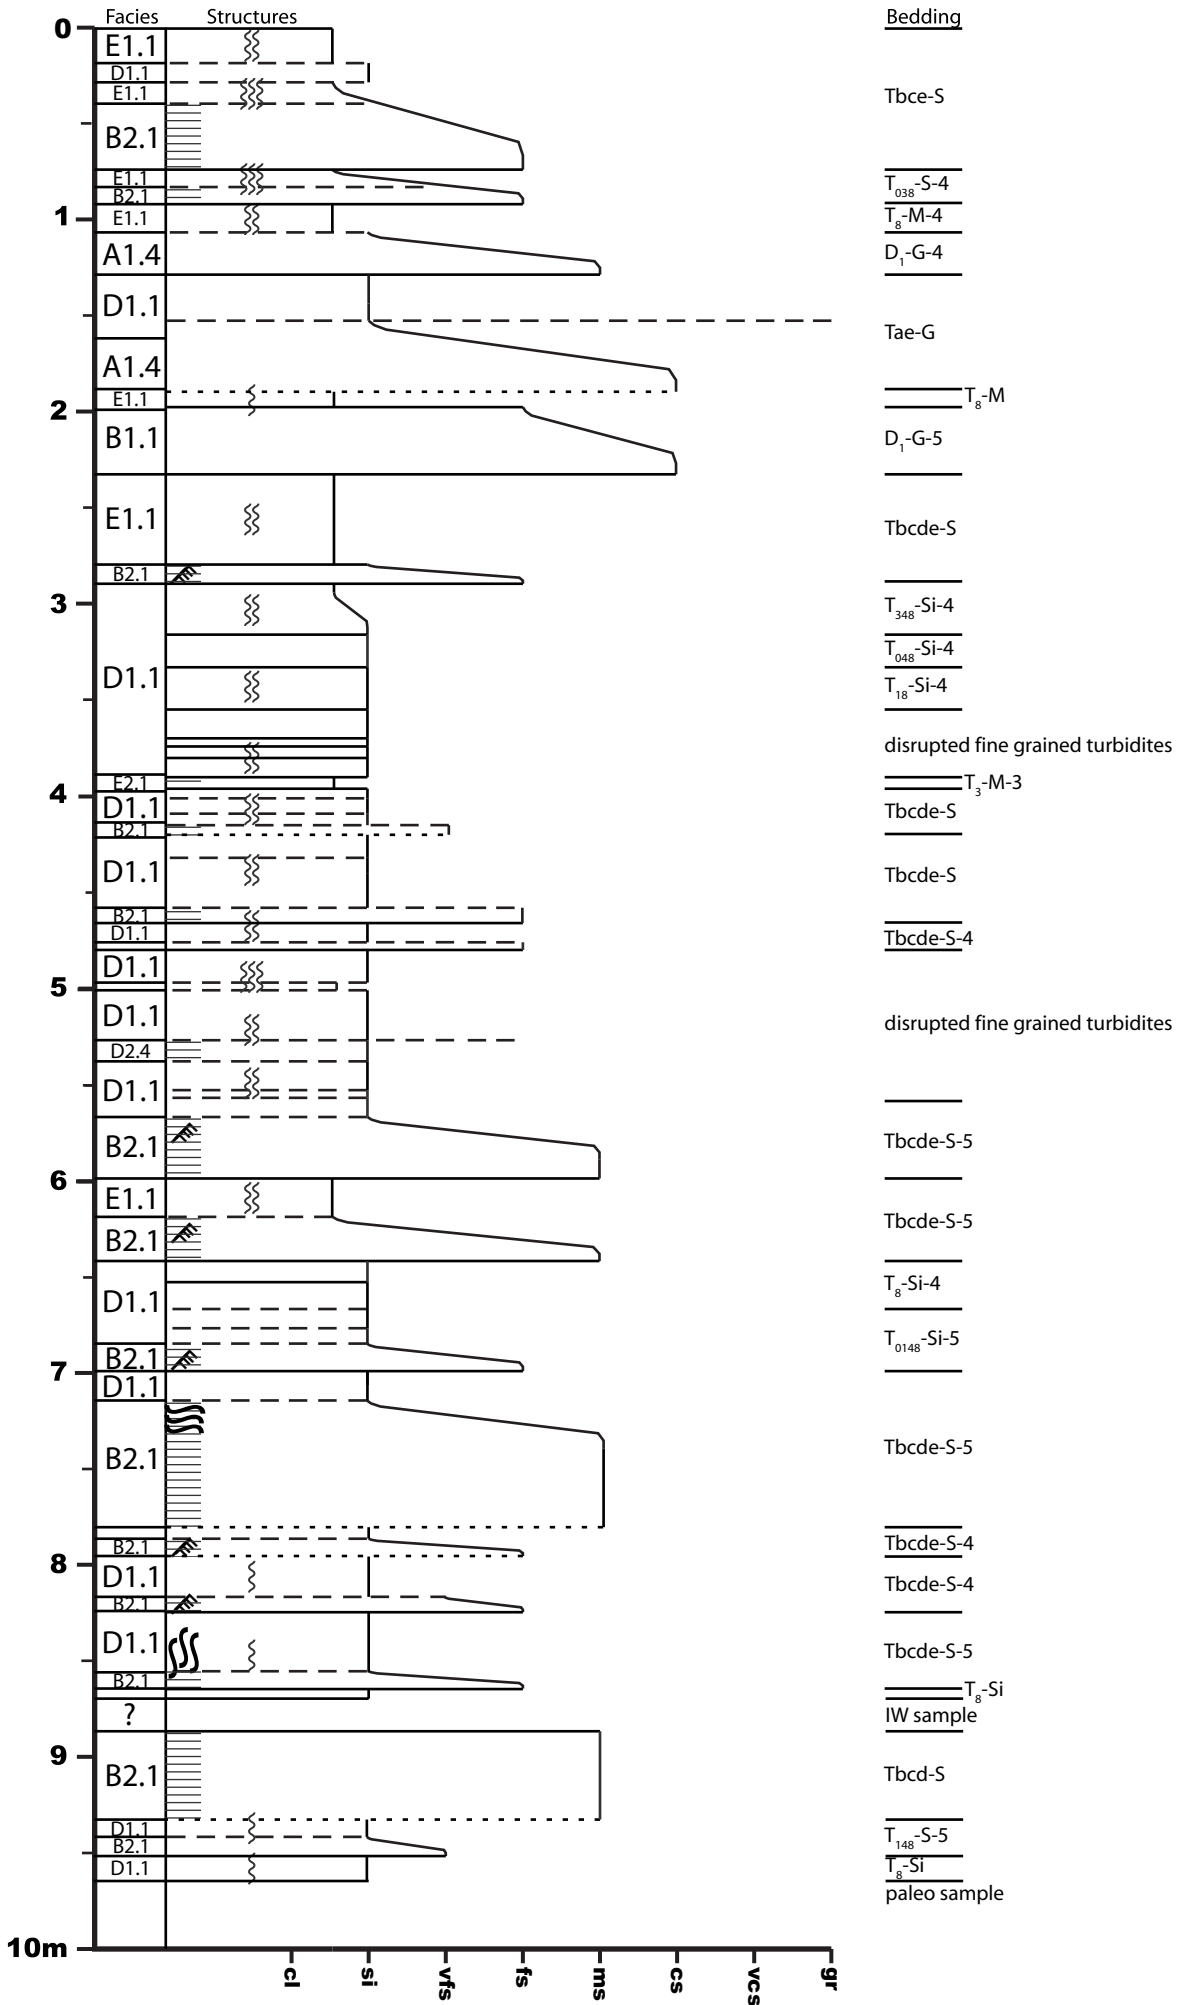 Facies Structures Bedding
0
E1.1
D1.1
E1.1
Tbce-S
B2.1
E1.1
T038-S-4
B2.1
1
E1.1
T8-M-4
A1.4
D1-G-4
D1.1
Tae-G
A1.4
E1.1
T8-M
2
B1.1
D1-G-5
E1.1
Tbcde-S
B2.1
3
T348-Si-4
T048-Si-4
D1.1
T18-Si-4
disrupted fine grained turbidites
E2.1
T3-M-3
4
D1.1
Tbcde-S
B2.1
D1.1
Tbcde-S
B2.1
D1.1
Tbcde-S-4
D1.1
5
D1.1
disrupted fine grained turbidites
D2.4
D1.1
B2.1
Tbcde-S-5
6
E1.1
Tbcde-S-5
B2.1
T8-Si-4
D1.1
T0148-Si-5
B2.1
7
D1.1
Tbcde-S-5
B2.1
B2.1
Tbcde-S-4
8
D1.1
Tbcde-S-4
B2.1
D1.1
Tbcde-S-5
B2.1
T8-Si
?
IW sample
9
B2.1
Tbcd-S
D1.1
T148-S-5
B2.1
D1.1
T8-Si
paleo sample
10m
cl si vfs fs ms cs vcs gr